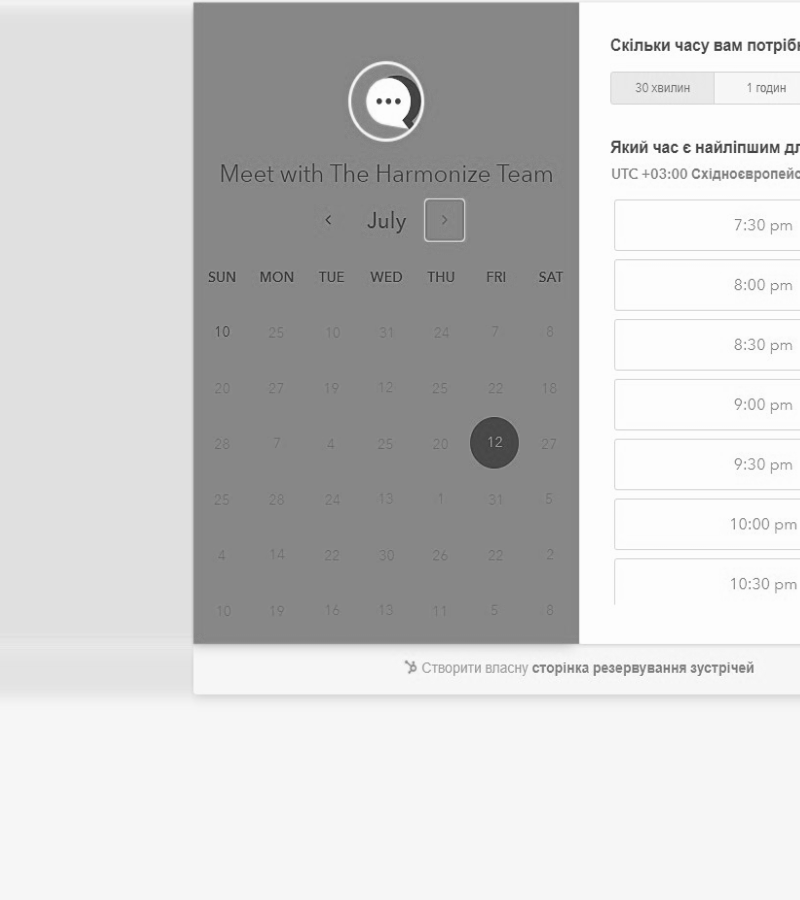 Meet with The Harmonize Team
July
SUN MON TUE WED THU FRI SAT
10 25 10 31 24 7 8
20 27 19 12 25 22 18
28 7 4 25 20 12 27
25 28 24 13 1 31 5
4 14 22 30 26 22 2
10 19 16 13 11 5 8
Скільки часу вам потріб
30 хвилин 1 годин
Який час є найліпшим дл
UTC +03:00 Східноєвропейс
7:30 pm
8:00 pm
8:30 pm
9:00 pm
9:30 pm
10:00 pm
10:30 pm
Створити власну сторінка резервування зустрічей